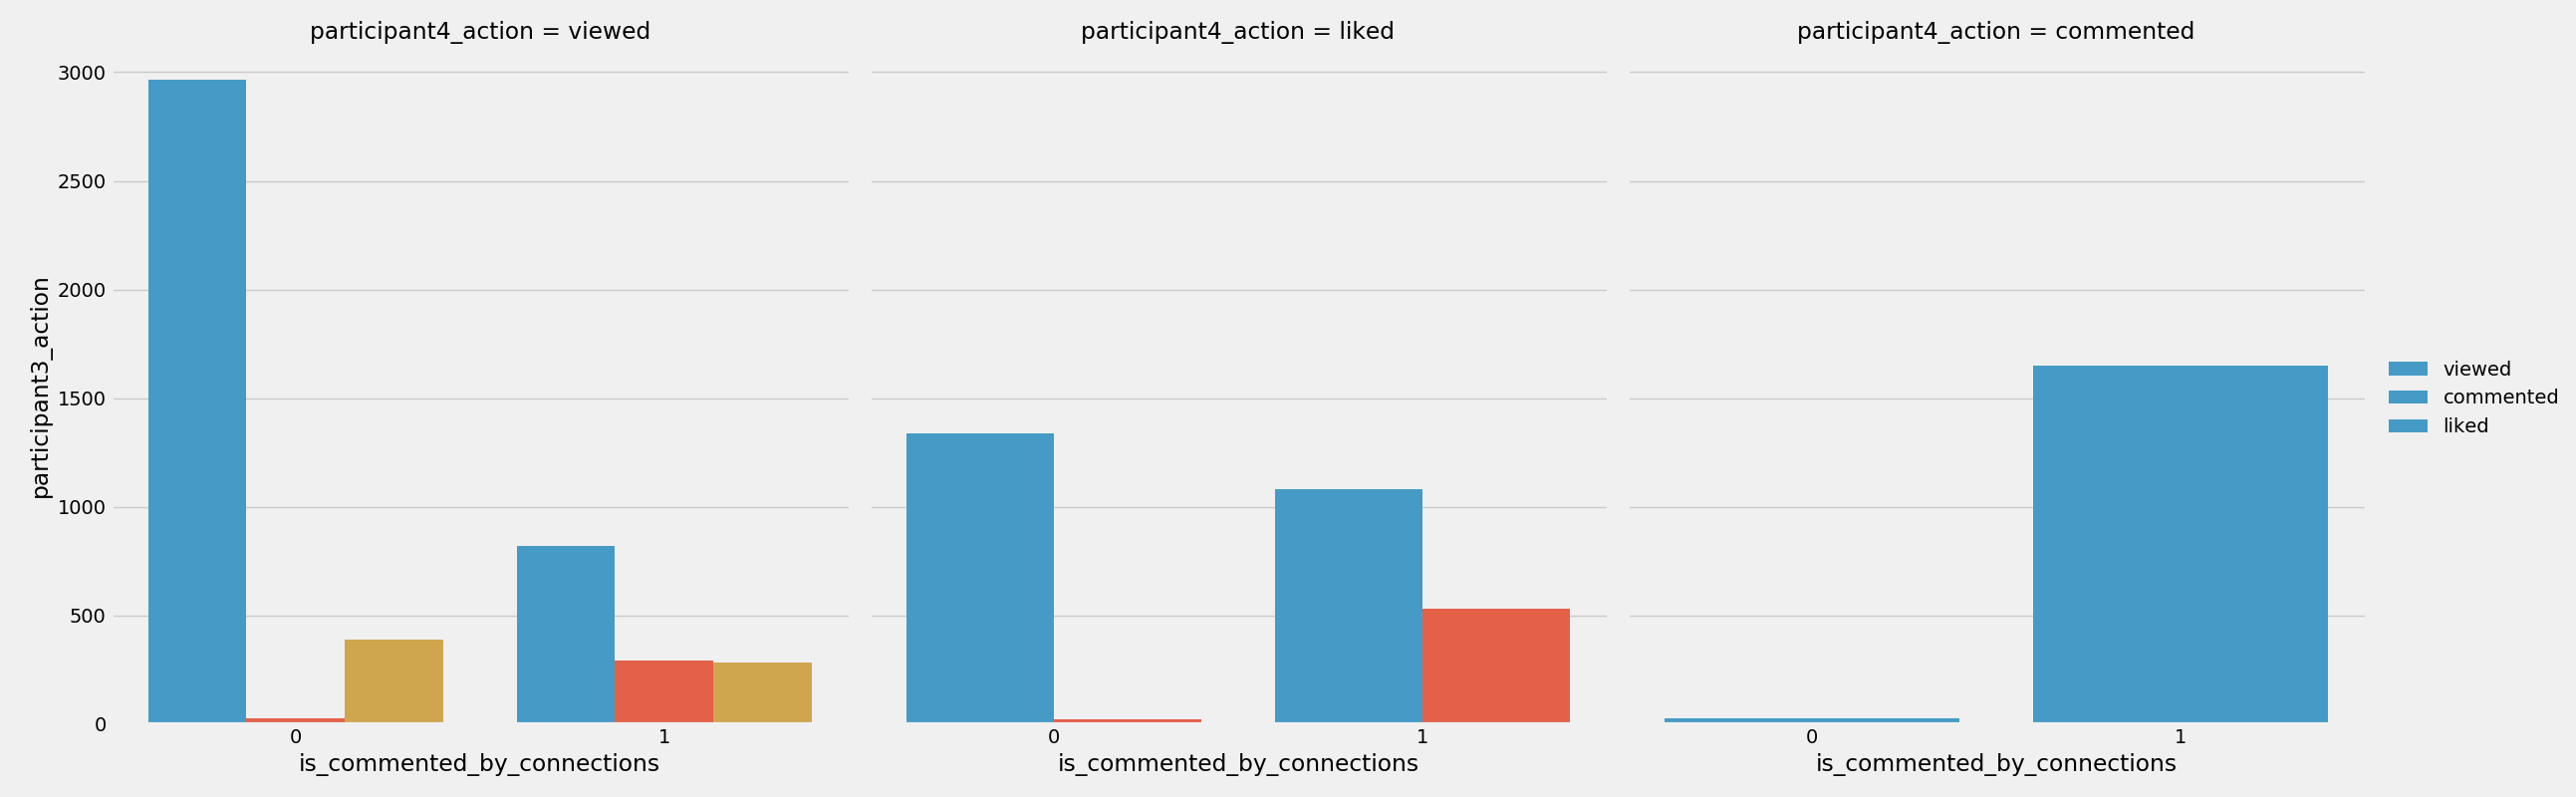 participant4_action = viewed
participant4_action = liked
participant4_action = commented
participant3_action
3000
2500
2000
1500
1000
500
0
0
1
is_commented_by_connections
0
1
is_commented_by_connections
0
1
is_commented_by_connections
viewed
commented
liked